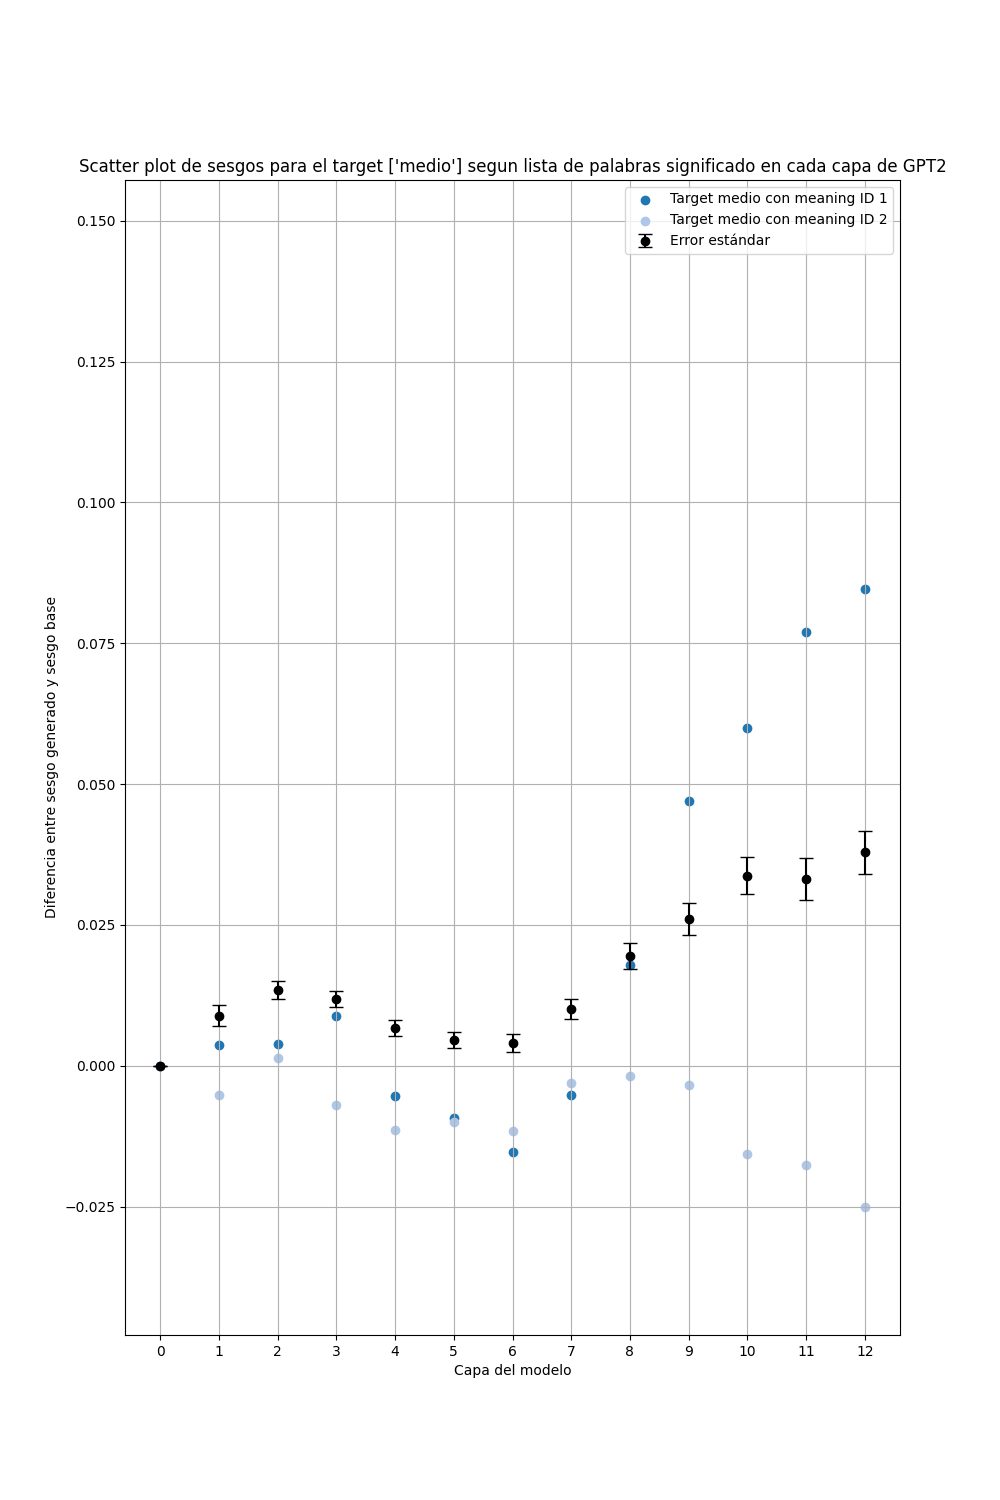 Scatter plot de sesgos para el target ['medio'] segun lista de palabras significado en cada capa de GPT2
Target medio con meaning ID 1
Target medio con meaning ID 2
Error estándar
0.150
0.125
0.100
0.075
0.050
0.025
0.000
−0.025
Diferencia entre sesgo generado y sesgo base
0 1 2 3 4 5 6 7 8 9 10 11 12
Capa del modelo